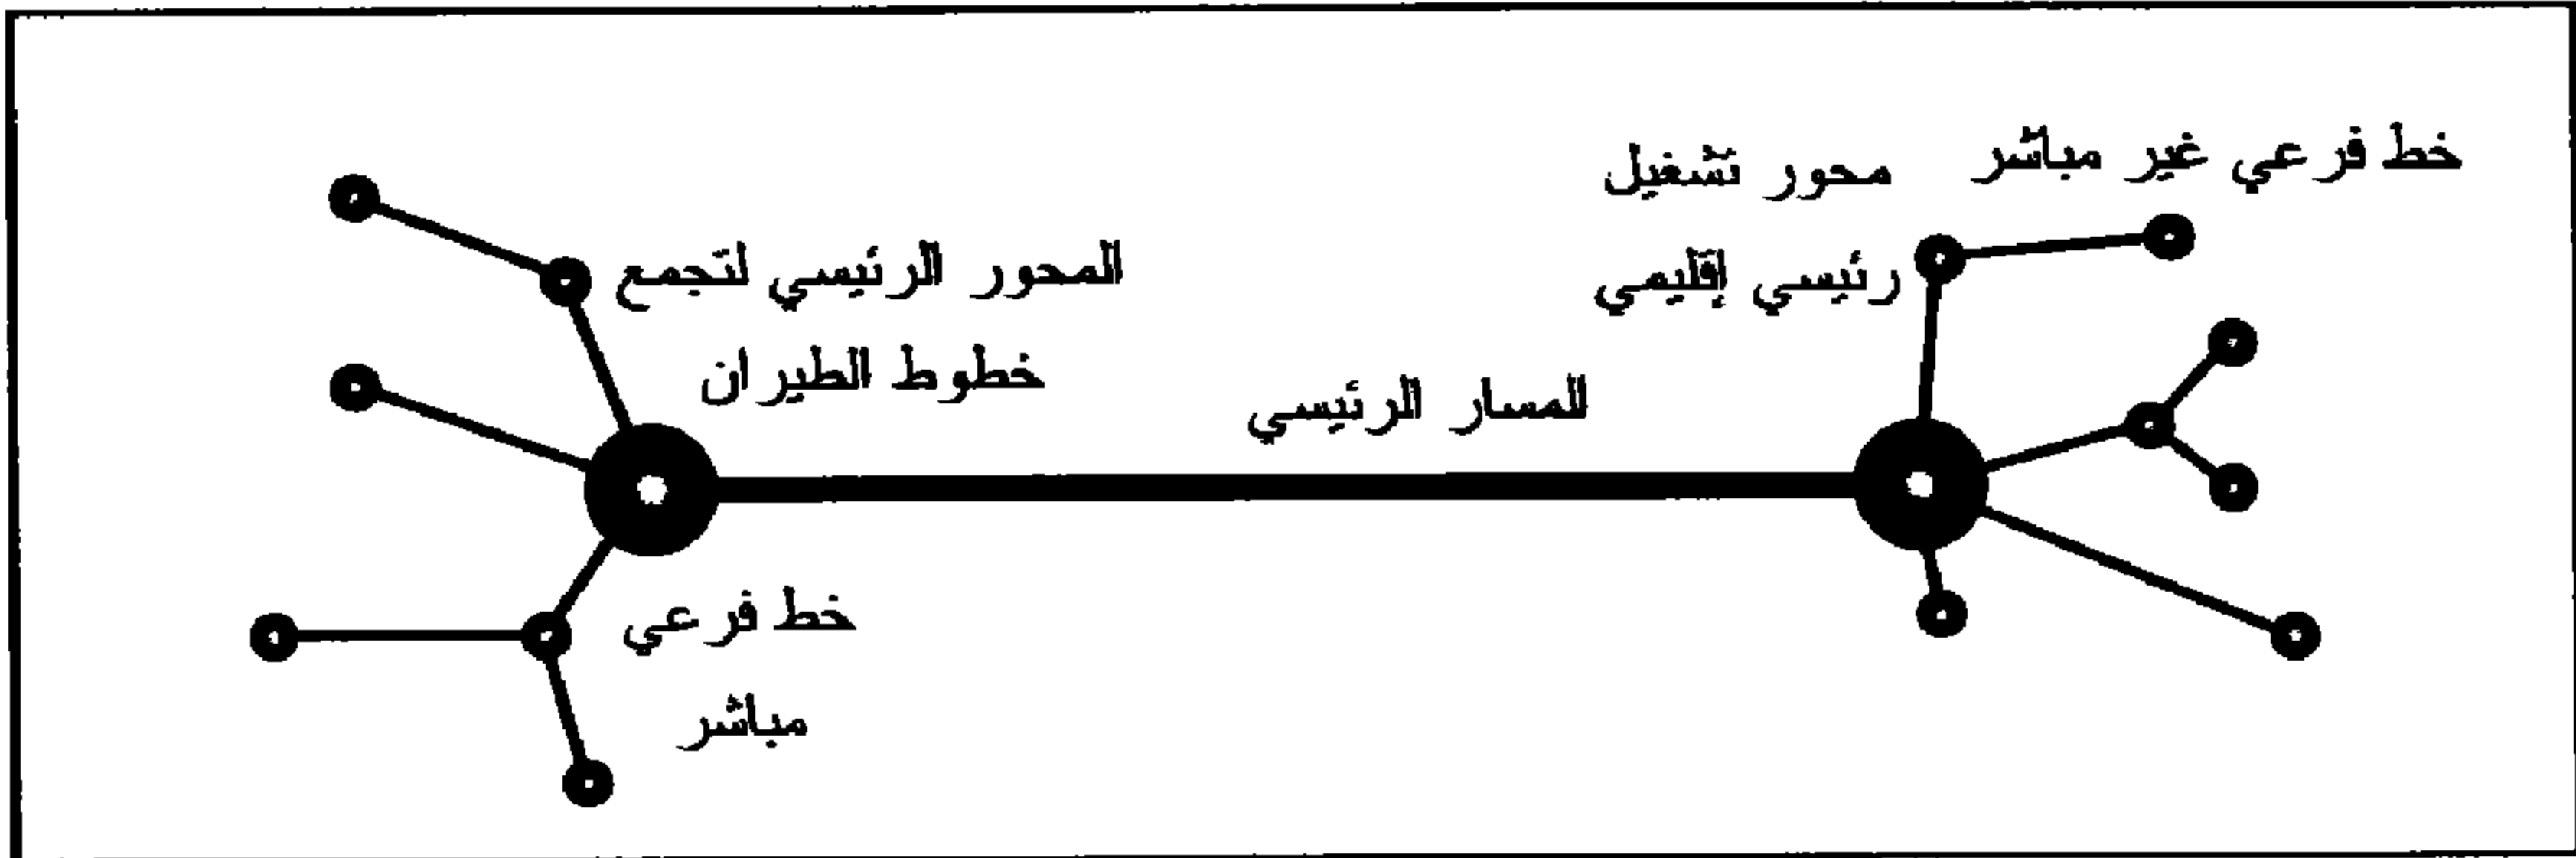 خط فرعي غير مباشر
محور تشغيل
رئيسي إقليمي
المحور الرئيسي لتجمع
خطوط الطيران
المسار الرئيسي
خط فرعي
مباشر